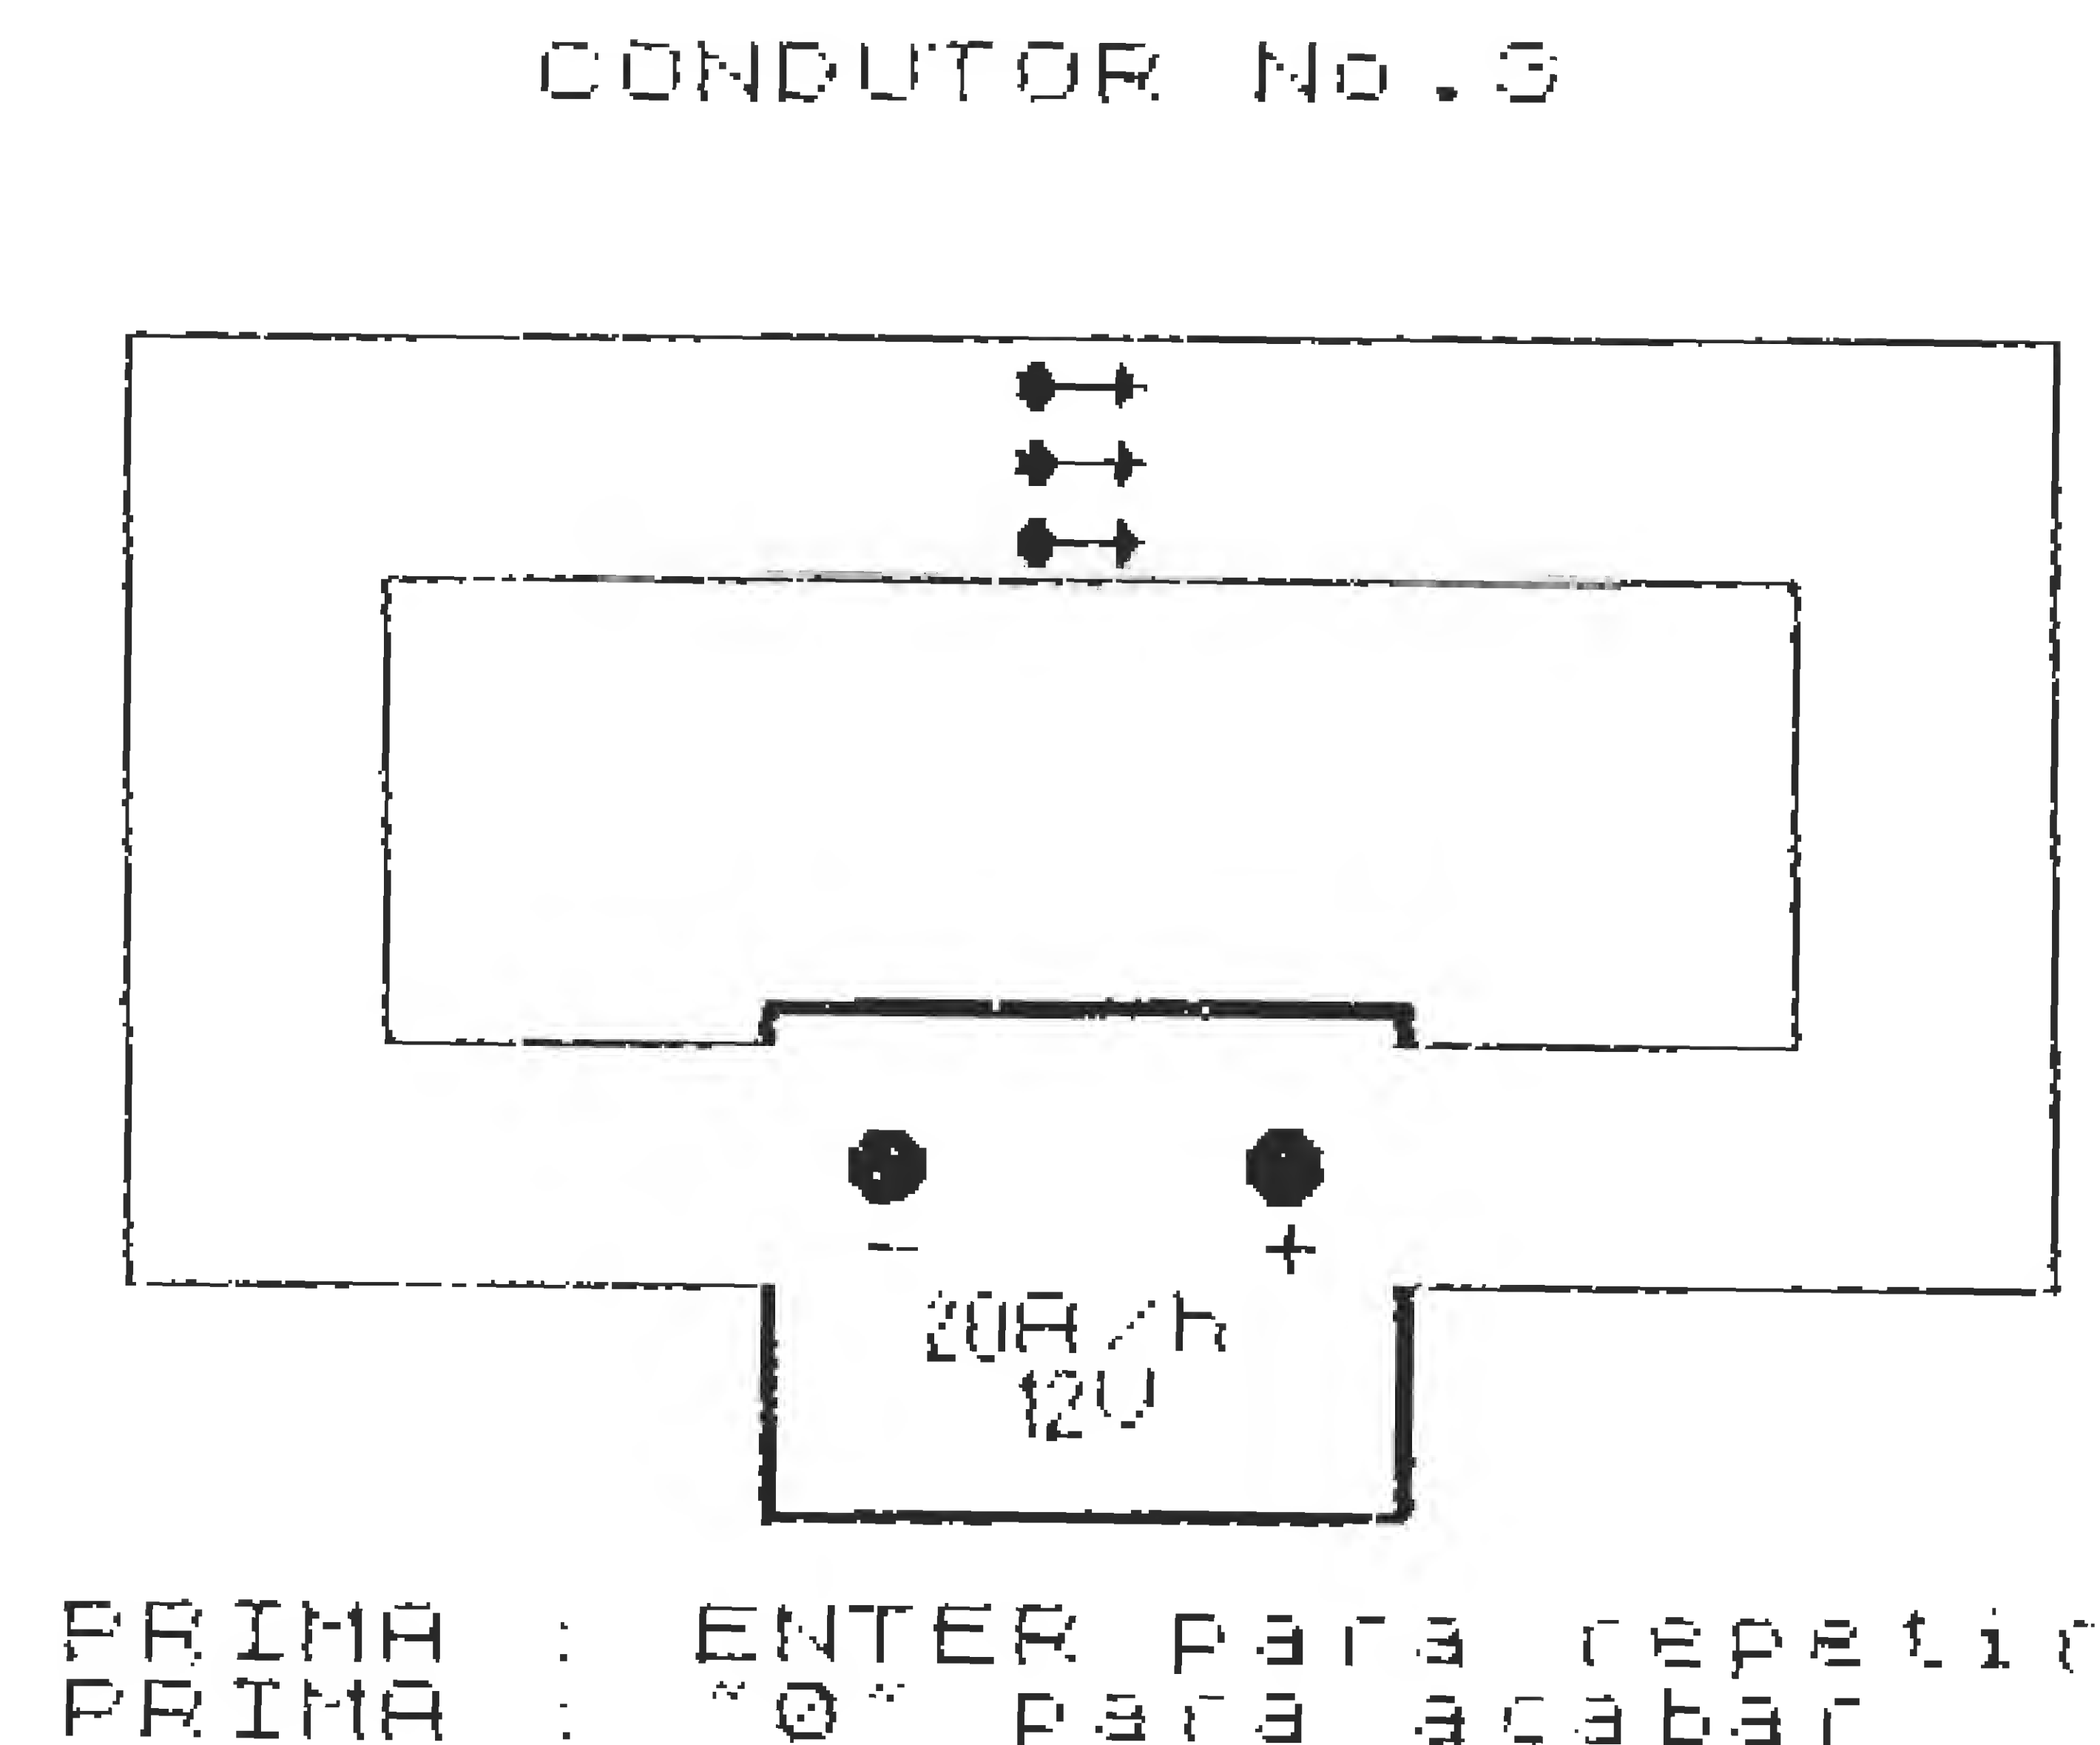 CONDUTOR No.3
- +
20A/h
12V
PRIMA : ENTER para repetir
PRIMA : "0" para acabar